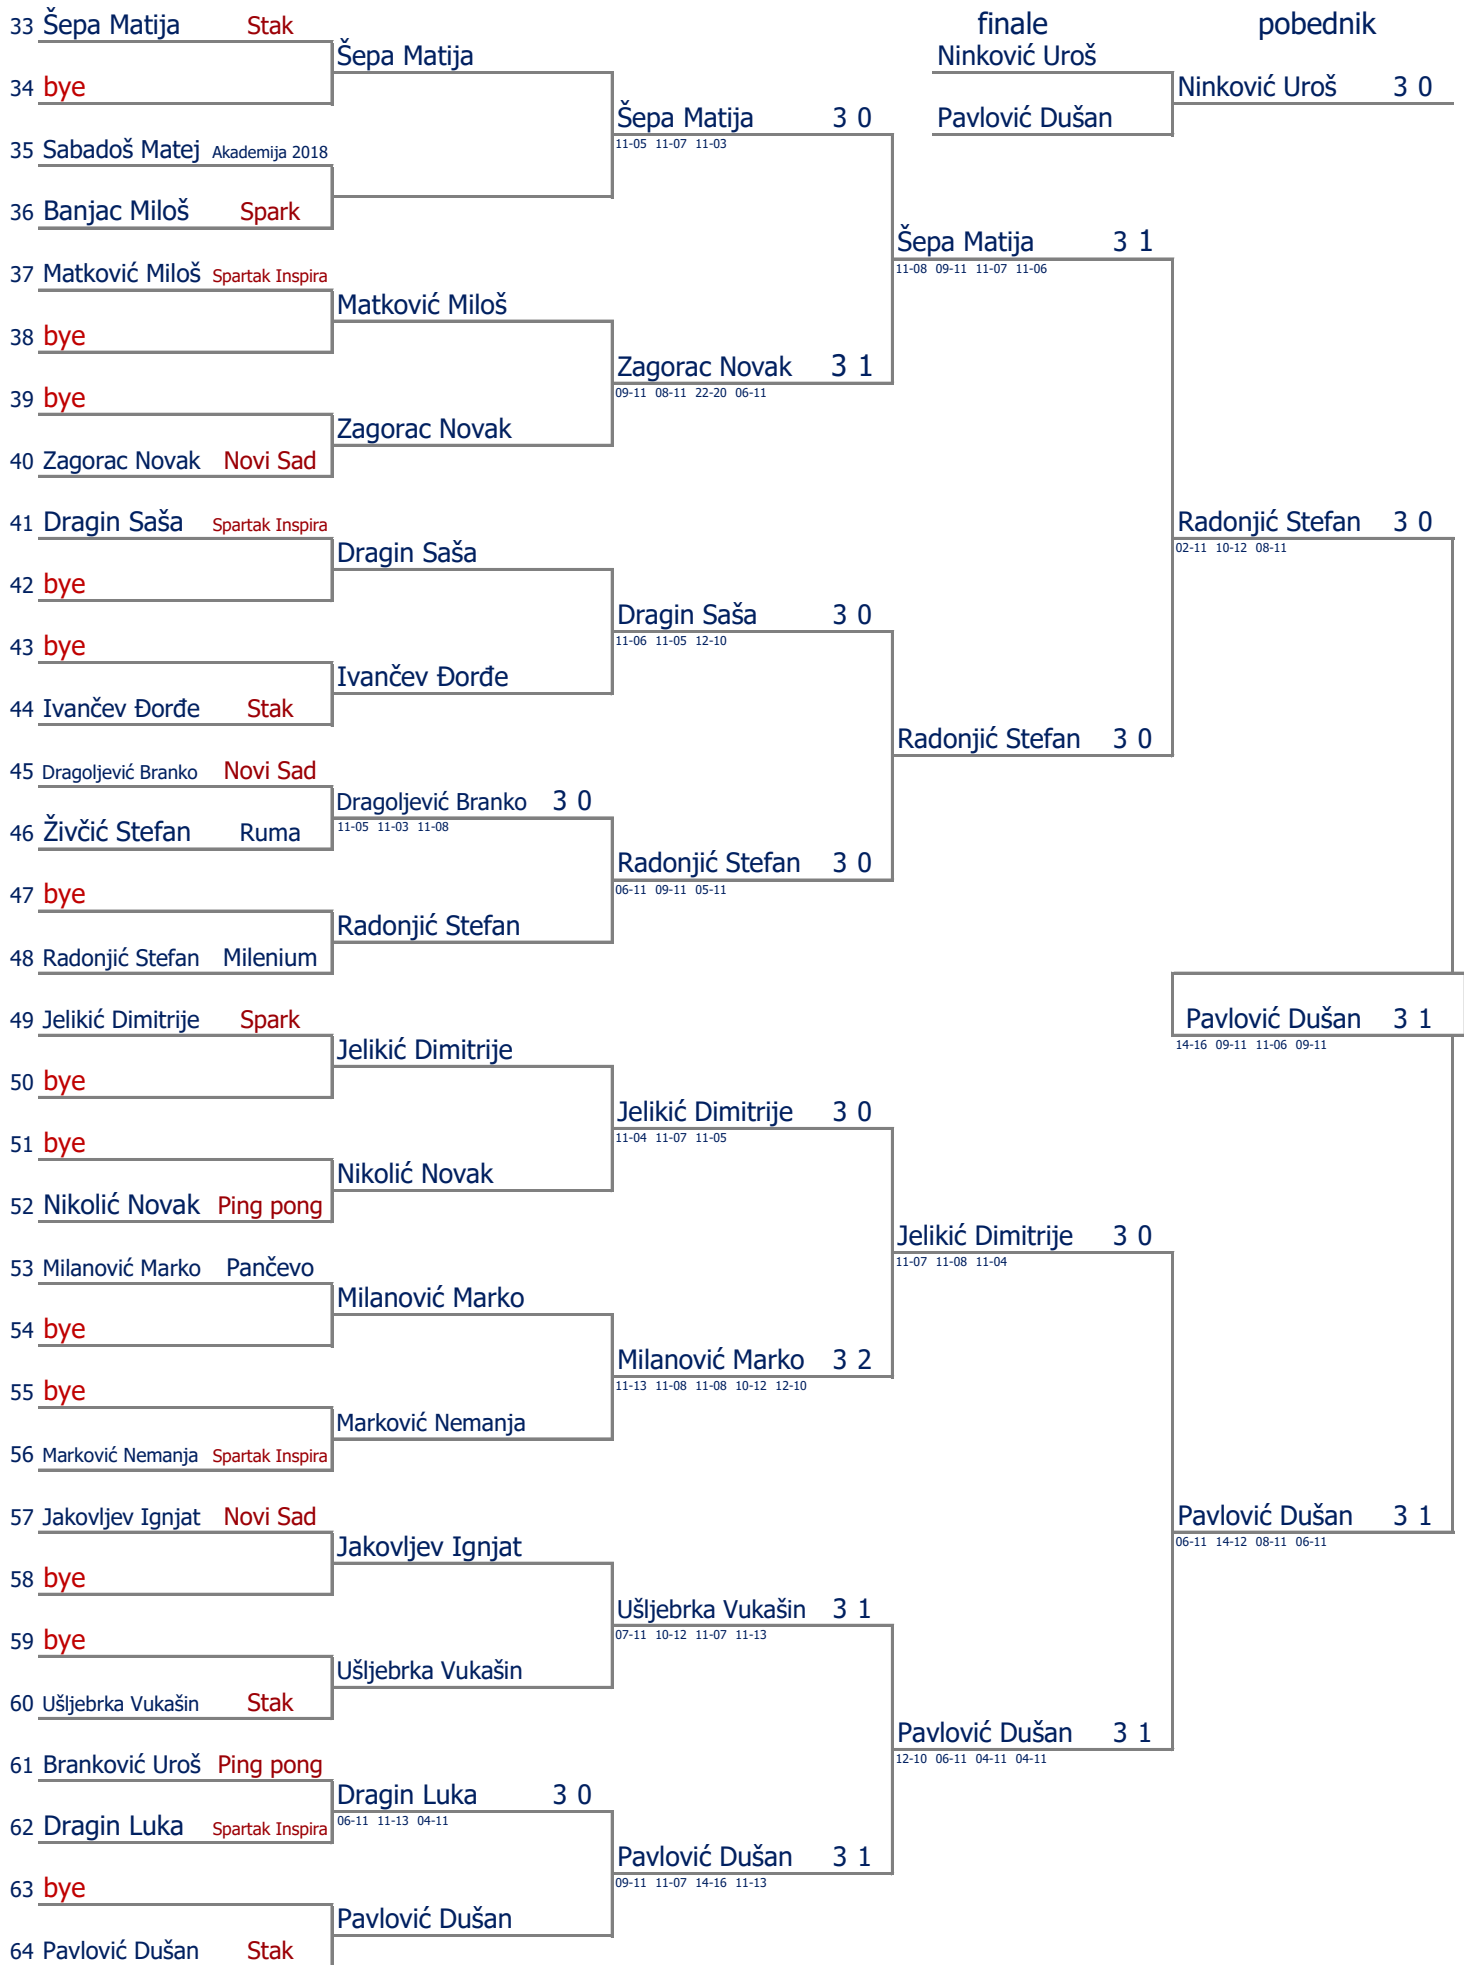 finale pobednik
33 Šepa Matija Stak
Šepa Matija
Ninković Uroš
34 bye
Ninković Uroš 3 0
Šepa Matija 3 0
Pavlović Dušan
11-05 11-07 11-03
35 Sabadoš Matej Akademija 2018
36 Banjac Miloš Spark
Šepa Matija 3 1
11-08 09-11 11-07 11-06
37 Matković Miloš Spartak Inspira
Matković Miloš
38 bye
Zagorac Novak 3 1
09-11 08-11 22-20 06-11
39 bye
Zagorac Novak
40 Zagorac Novak Novi Sad
41 Dragin Saša Spartak Inspira
Radonjić Stefan 3 0
02-11 10-12 08-11
Dragin Saša
42 bye
Dragin Saša 3 0
11-06 11-05 12-10
43 bye
Ivančev Đorđe
44 Ivančev Đorđe Stak
Radonjić Stefan 3 0
45 Dragoljević Branko Novi Sad
Dragoljević Branko 3 0
11-05 11-03 11-08
46 Živčić Stefan Ruma
Radonjić Stefan 3 0
06-11 09-11 05-11
47 bye
Radonjić Stefan
48 Radonjić Stefan Milenium
49 Jelikić Dimitrije Spark
Pavlović Dušan 3 1
14-16 09-11 11-06 09-11
Jelikić Dimitrije
50 bye
Jelikić Dimitrije 3 0
11-04 11-07 11-05
51 bye
Nikolić Novak
52 Nikolić Novak Ping pong
Jelikić Dimitrije 3 0
11-07 11-08 11-04
53 Milanović Marko Pančevo
Milanović Marko
54 bye
Milanović Marko 3 2
11-13 11-08 11-08 10-12 12-10
55 bye
Marković Nemanja
56 Marković Nemanja Spartak Inspira
57 Jakovljev Ignjat Novi Sad
Pavlović Dušan 3 1
06-11 14-12 08-11 06-11
Jakovljev Ignjat
58 bye
Ušljebrka Vukašin 3 1
07-11 10-12 11-07 11-13
59 bye
Ušljebrka Vukašin
60 Ušljebrka Vukašin Stak
Pavlović Dušan 3 1
12-10 06-11 04-11 04-11
61 Branković Uroš Ping pong
Dragin Luka 3 0
06-11 11-13 04-11
62 Dragin Luka Spartak Inspira
Pavlović Dušan 3 1
09-11 11-07 14-16 11-13
63 bye
Pavlović Dušan
64 Pavlović Dušan Stak